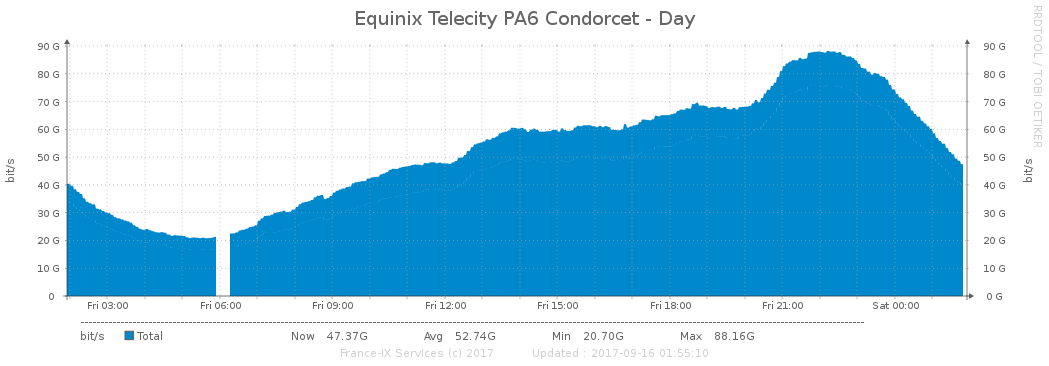 Equinix Telecity PA6 Condorcet - Day
RRDTOOL / TOBI OETIKER
bit/s
90 G
80 G
70 G
60 G
50 G
40 G
30 G
20 G
10 G
0
90 G
80 G
70 G
60 G
50 G
40 G
30 G
20 G
10 G
0 G
bit/s
Fri 03:00 Fri 06:00 Fri 09:00 Fri 12:00 Fri 15:00 Fri 18:00 Fri 21:00 Sat 00:00
bit/s Total Now 47.37G Avg 52.74G Min 20.70G Max 88.16G
France-IX Services (c) 2017 Updated : 2017-09-16 01:55:10